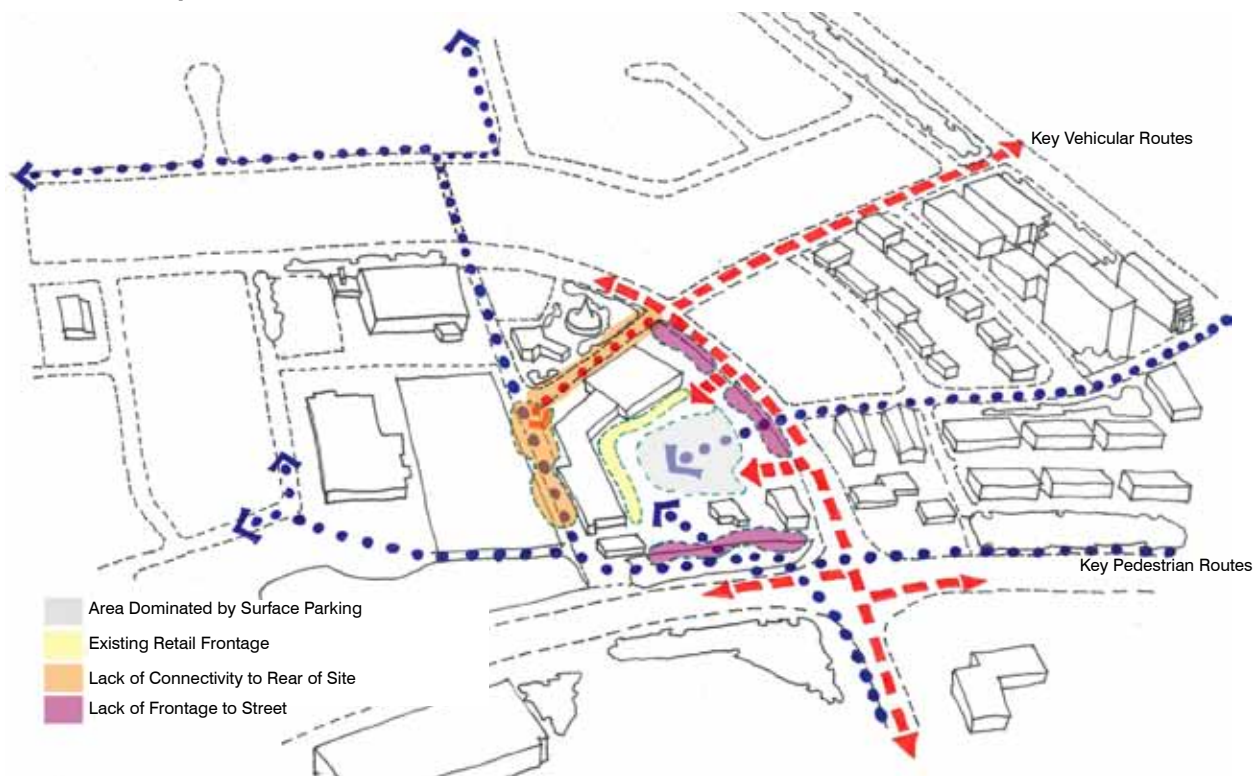 Key Vehicular Routes
Key Pedestrian Routes
Area Dominated by Surface Parking
Existing Retail Frontage
Lack of Connectivity to Rear of Site
Lack of Frontage to Street